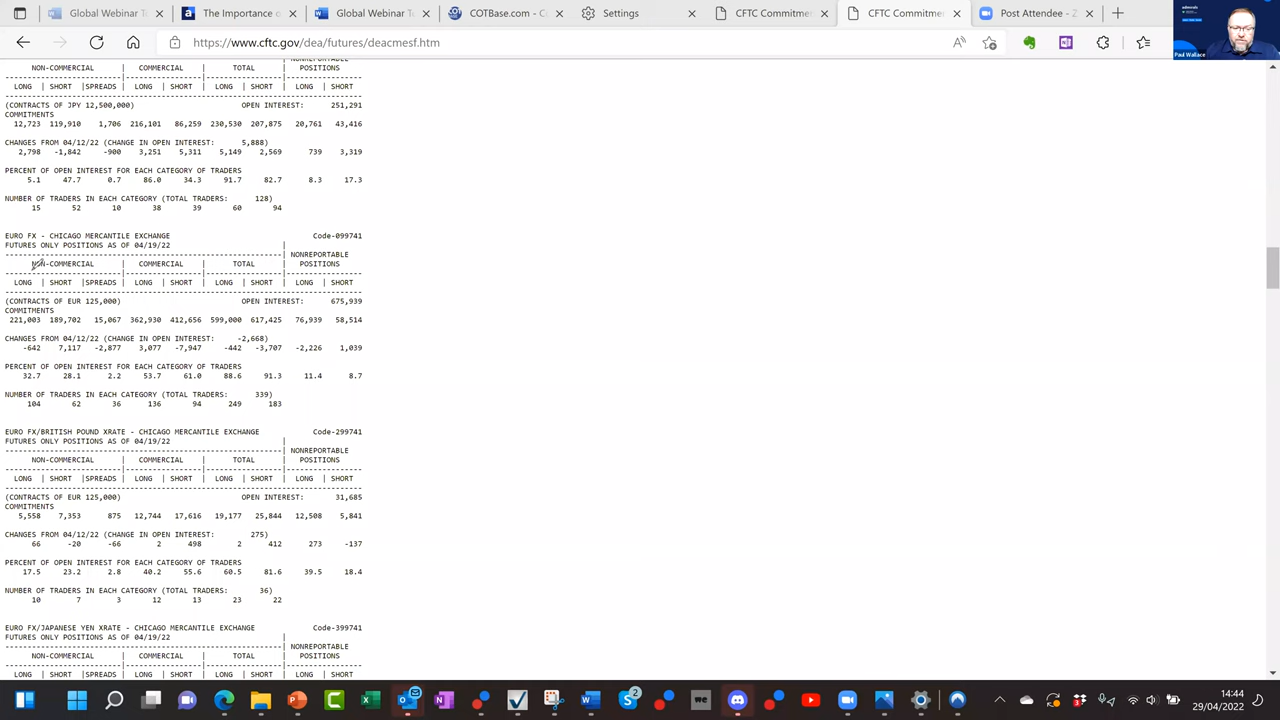 Global Webinar To
The Importance o
Global Webinar To
COTBase.com -
Settings
CFTC Commitme
CFTC Commitme
Post Attendee - Z
admirals
https://www.cftc.gov/dea/futures/deacmesf.htm
Paul Wallace
NONREPORTABLE
NON-COMMERCIAL | COMMERCIAL | TOTAL | POSITIONS
LONG | SHORT |SPREADS | LONG | SHORT | LONG | SHORT | LONG | SHORT
(CONTRACTS OF JPY 12,500,000) OPEN INTEREST: 251,291
COMMITMENTS
12,723 119,910 1,706 216,101 86,259 230,530 207,875 20,761 43,416
CHANGES FROM 04/12/22 (CHANGE IN OPEN INTEREST: 5,888)
2,798 -1,842 -900 3,251 5,311 5,149 2,569 739 3,319
PERCENT OF OPEN INTEREST FOR EACH CATEGORY OF TRADERS
5.1 47.7 0.7 86.0 34.3 91.7 82.7 8.3 17.3
NUMBER OF TRADERS IN EACH CATEGORY (TOTAL TRADERS: 128)
15 52 10 38 39 60 94
EURO FX - CHICAGO MERCANTILE EXCHANGE Code-099741
FUTURES ONLY POSITIONS AS OF 04/19/22 |
| NONREPORTABLE
NON-COMMERCIAL | COMMERCIAL | TOTAL | POSITIONS
LONG | SHORT |SPREADS | LONG | SHORT | LONG | SHORT | LONG | SHORT
(CONTRACTS OF EUR 125,000) OPEN INTEREST: 675,939
COMMITMENTS
221,003 189,702 15,067 362,930 412,656 599,000 617,425 76,939 58,514
CHANGES FROM 04/12/22 (CHANGE IN OPEN INTEREST: -2,668)
-642 7,117 -2,877 3,077 -7,947 -442 -3,707 -2,226 1,039
PERCENT OF OPEN INTEREST FOR EACH CATEGORY OF TRADERS
32.7 28.1 2.2 53.7 61.0 88.6 91.3 11.4 8.7
NUMBER OF TRADERS IN EACH CATEGORY (TOTAL TRADERS: 339)
104 62 36 136 94 249 183
EURO FX/BRITISH POUND XRATE - CHICAGO MERCANTILE EXCHANGE Code-299741
FUTURES ONLY POSITIONS AS OF 04/19/22 |
| NONREPORTABLE
NON-COMMERCIAL | COMMERCIAL | TOTAL | POSITIONS
LONG | SHORT |SPREADS | LONG | SHORT | LONG | SHORT | LONG | SHORT
(CONTRACTS OF EUR 125,000) OPEN INTEREST: 31,685
COMMITMENTS
5,558 7,353 875 12,744 17,616 19,177 25,844 12,508 5,841
CHANGES FROM 04/12/22 (CHANGE IN OPEN INTEREST: 275)
66 -20 -66 2 498 2 412 273 -137
PERCENT OF OPEN INTEREST FOR EACH CATEGORY OF TRADERS
17.5 23.2 2.8 40.2 55.6 60.5 81.6 39.5 18.4
NUMBER OF TRADERS IN EACH CATEGORY (TOTAL TRADERS: 36)
10 7 3 12 13 23 22
EURO FX/JAPANESE YEN XRATE - CHICAGO MERCANTILE EXCHANGE Code-399741
FUTURES ONLY POSITIONS AS OF 04/19/22 |
| NONREPORTABLE
NON-COMMERCIAL | COMMERCIAL | TOTAL | POSITIONS
LONG | SHORT |SPREADS | LONG | SHORT | LONG | SHORT | LONG | SHORT
2
14:44
29/04/2022